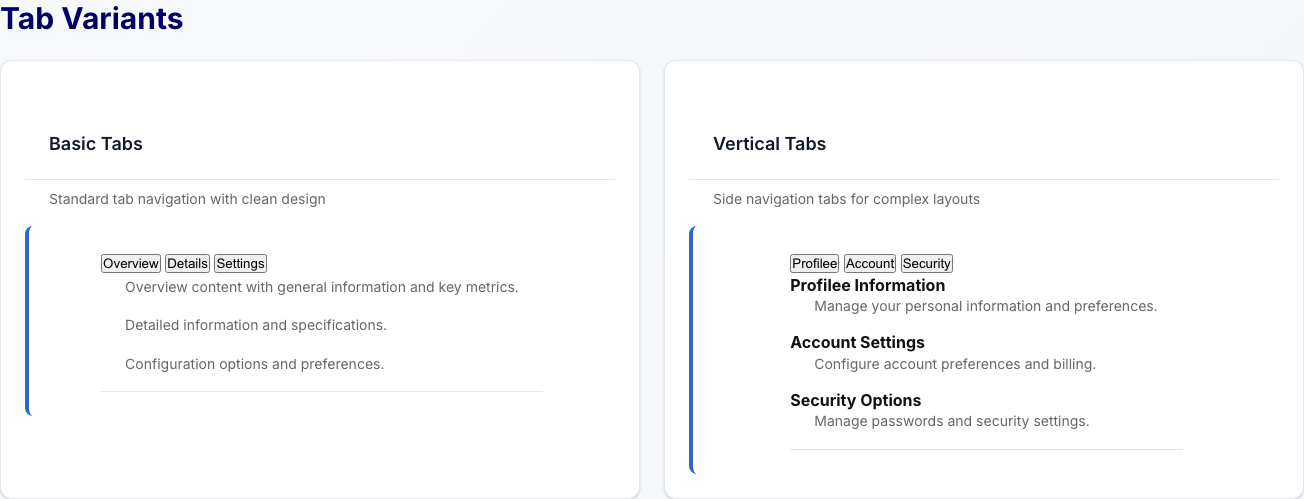 Tab Variants
Basic Tabs
Standard tab navigation with clean design
Overview Details Settings
Overview content with general information and key metrics.
Detailed information and specifications.
Configuration options and preferences.
Vertical Tabs
Side navigation tabs for complex layouts
Profilee Account Security
Profilee Information
Manage your personal information and preferences.
Account Settings
Configure account preferences and billing.
Security Options
Manage passwords and security settings.